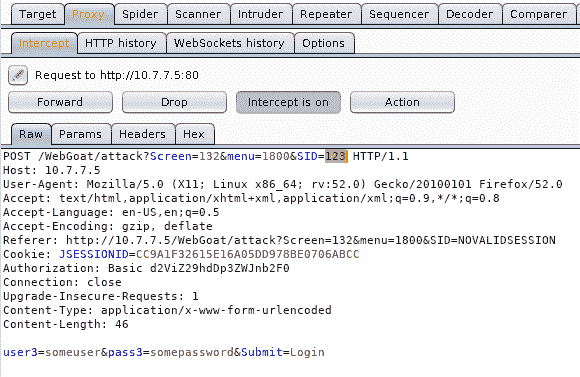 Target Proxy Spider Scanner Intruder Repeater Sequencer Decoder Comparer
Intercept HTTP history WebSockets history Options
Request to http://10.7.7.5:80
Forward Drop Intercept is on Action
Raw Params Headers Hex
POST /WebGoat/attack?Screen=132&menu=1800&SID=123 HTTP/1.1
Host: 10.7.7.5
User-Agent: Mozilla/5.0 (X11; Linux x86_64; rv:52.0) Gecko/20100101 Firefox/52.0
Accept: text/html,application/xhtml+xml,application/xml;q=0.9,*/*;q=0.8
Accept-Language: en-US,en;q=0.5
Accept-Encoding: gzip, deflate
Referer: http://10.7.7.5/WebGoat/attack?Screen=132&menu=1800&SID=NOVALIDSESSION
Cookie: JSESSIONID=CC9A1F32615E16A05DD978BE0706ABCC
Authorization: Basic d2ViZ29hdDp3ZWJnb2F0
Connection: close
Upgrade-Insecure-Requests: 1
Content-Type: application/x-www-form-urlencoded
Content-Length: 46
user3=someuser&pass3=somepassword&Submit=Login